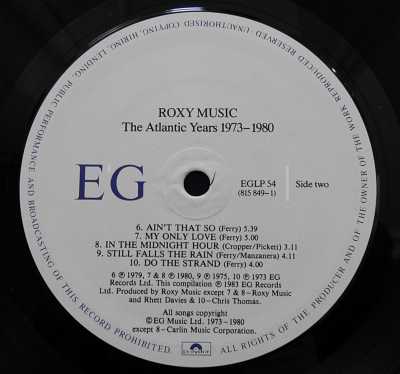 ALL RIGHTS OF THE PRODUCER AND OF THE OWNER OF THE WORK REPRODUCED RESERVED. UNAUTHORISED COPYING, HIRING, LENDING, PUBLIC PERFORMANCE AND BROADCASTING OF THIS RECORD PROHIBITED.
ROXY MUSIC
The Atlantic Years 1973–1980
EG
EGLP 54
(815 849–1)
Side two
6. AIN'T THAT SO (Ferry) 5.39
7. MY ONLY LOVE (Ferry) 5.00
8. IN THE MIDNIGHT HOUR (Cropper/Pickett) 3.11
9. STILL FALLS THE RAIN (Ferry/Manzanera) 4.11
10. DO THE STRAND (Ferry) 4.00
6 ℗ 1979, 7 & 8 ℗ 1980, 9 ℗ 1975, 10 ℗ 1973 EG
Records Ltd. This compilation ℗ 1983 EG Records
Ltd. Produced by Roxy Music except 7 & 8–Roxy Music
and Rhett Davies & 10–Chris Thomas.
All songs copyright
© EG Music Ltd. 1973–1980
except 8–Carlin Music Corporation.
polydor